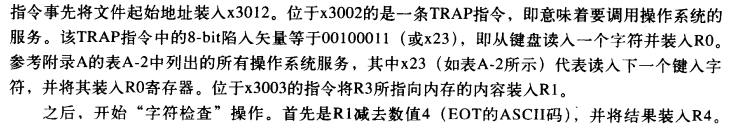 指令事先将文件起始地址装入x3012。位于x3002的是一条TRAP指令，即意味着要调用操作系统的
服务。该TRAP指令中的8-bit陷入矢量等于00100011（或x23），即从键盘读入一个字符并装入R0。
参考附录A的表A-2中列出的所有操作系统服务，其中x23（如表A-2所示）代表读入下一个键入字
符，并将其装入R0寄存器。位于x3003的指令将R3所指向内存的内容装入R1。
之后，开始“字符检查”操作。首先是R1减去数值4（EOT的ASCII码），并将结果装入R4。